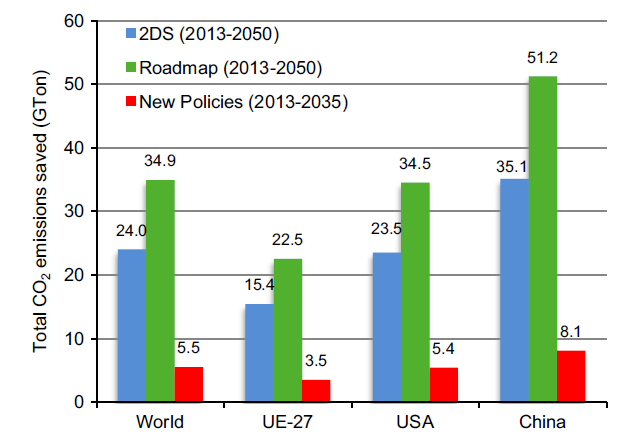 60
50
40
30
20
10
0
Total CO₂ emissions saved (GTon)
2DS (2013-2050)
Roadmap (2013-2050)
New Policies (2013-2035)
24.0
34.9
5.5
15.4
22.5
3.5
23.5
34.5
5.4
35.1
51.2
8.1
World
UE-27
USA
China